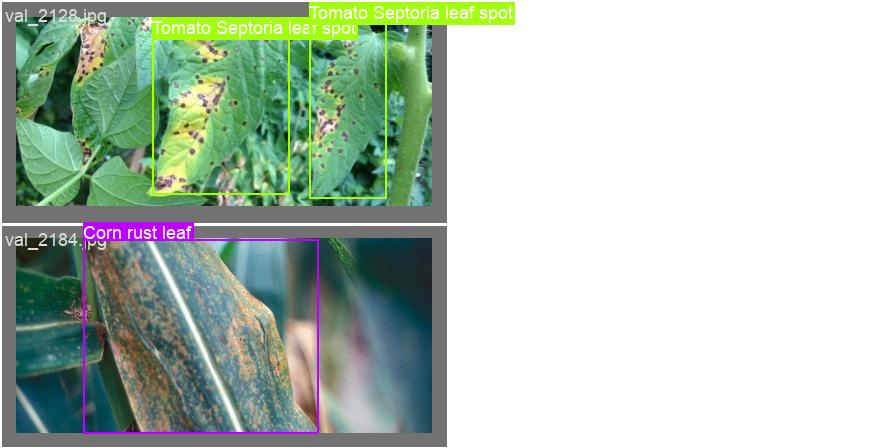 Tomato Septoria leaf spot
val_2128.jpg
Tomato Septoria leaf spot
Corn rust leaf
val_2184.jpg